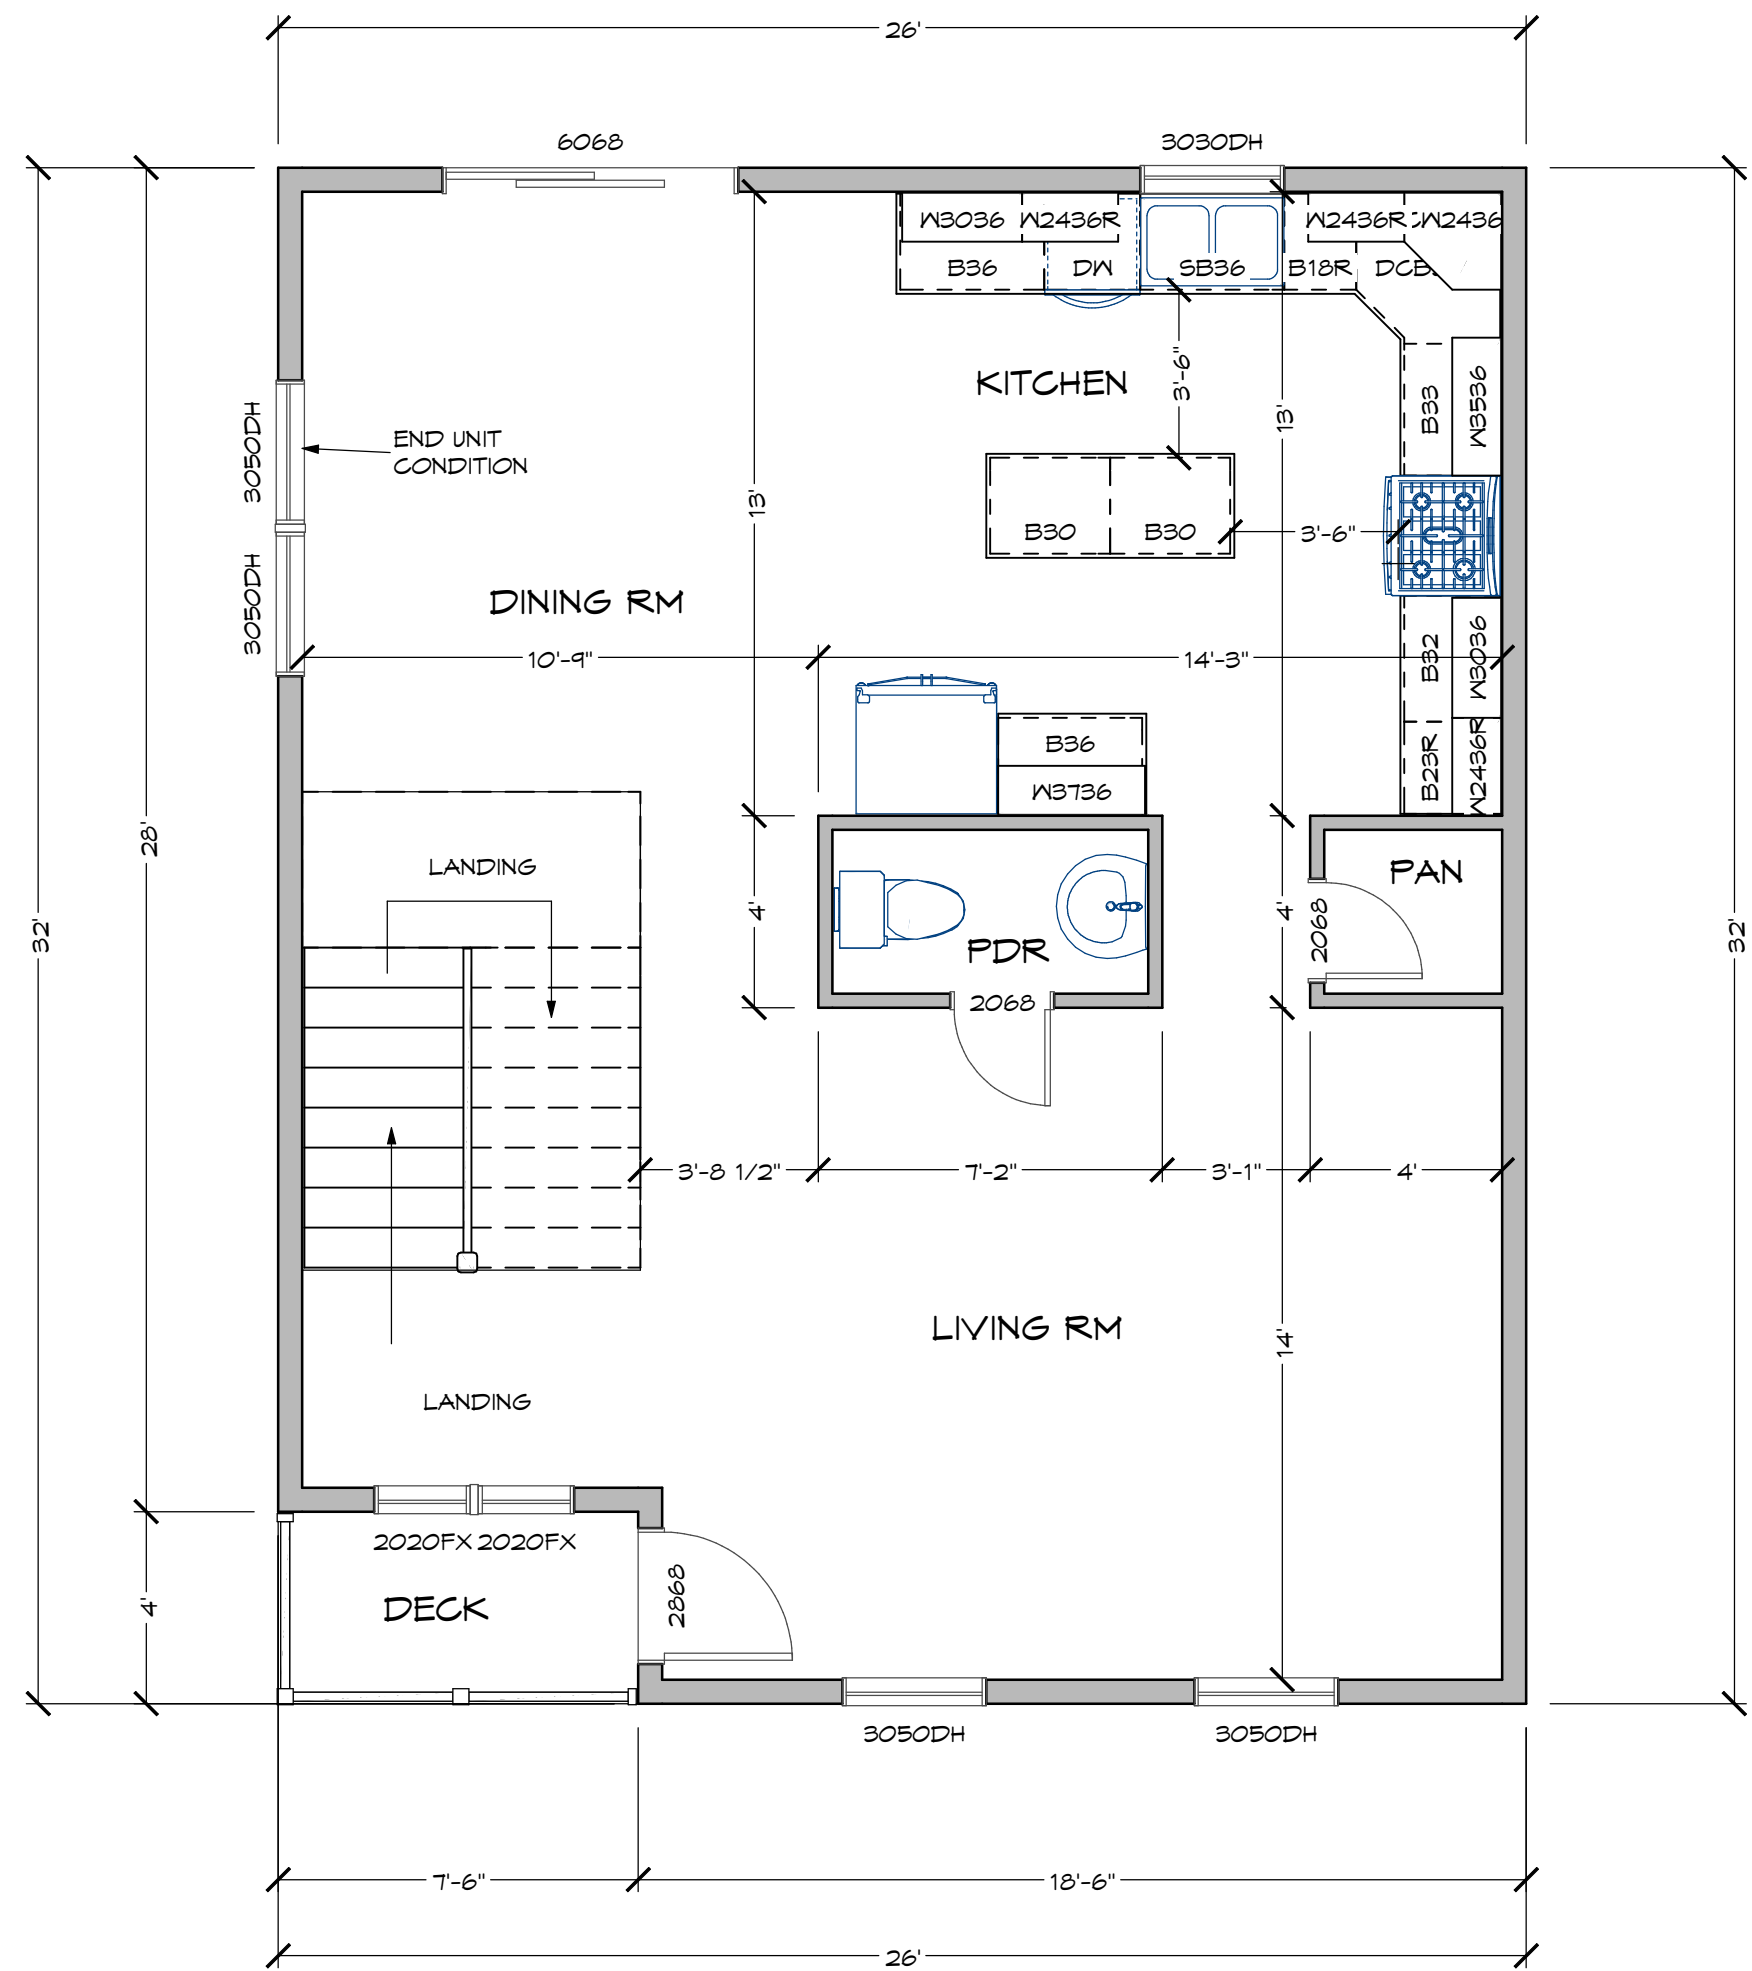 26'
6068
3030DH
W3036
W2436R
W2436R
W2436
B36
DW
SB36
B18R
KITCHEN
3'-6"
13'
B33
W3536
3050DH
END UNIT
CONDITION
13'
B30
B30
3'-6"
3050DH
DINING RM
10'-9"
14'-3"
B32
W3036
B36
W3736
B23R
W2436R
28'
LANDING
PAN
32'
4'
4'
2068
32'
PDR
2068
3'-8 1/2"
7'-2"
3'-1"
4'
LIVING RM
14'
LANDING
2020FX
2020FX
DECK
2868
4'
3050DH
3050DH
7'-6"
18'-6"
26'